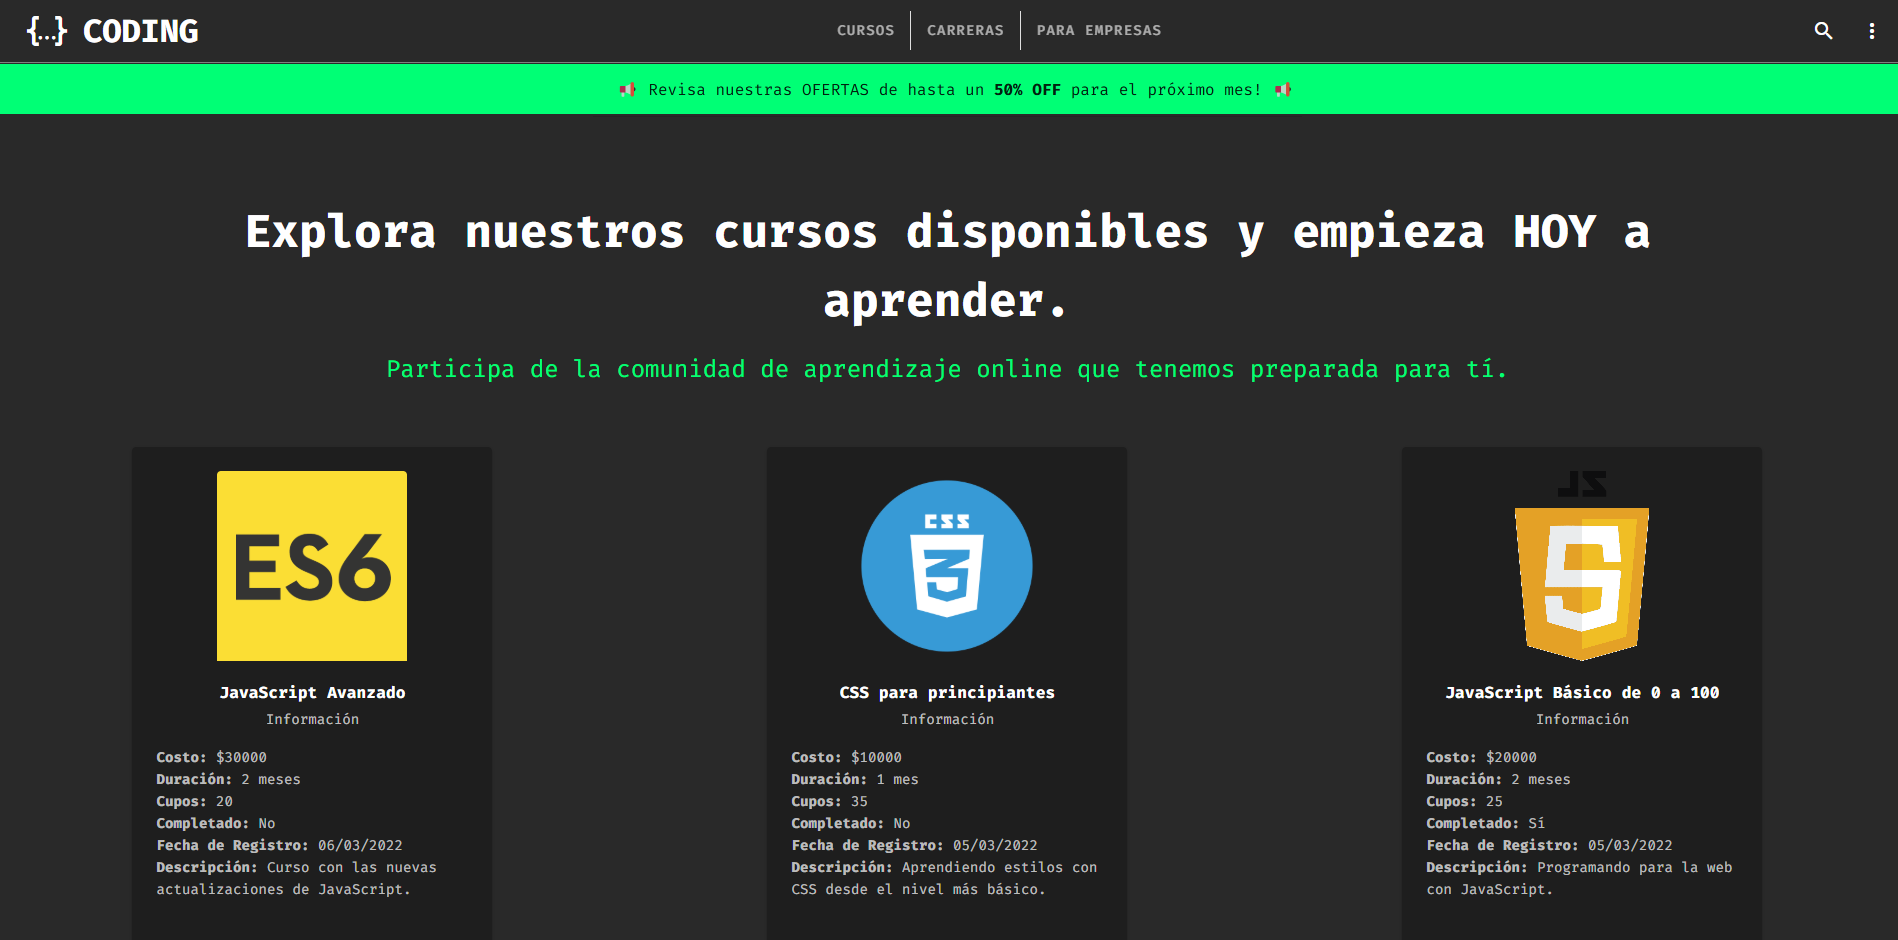 {...} CODING
CURSOS
CARRERAS
PARA EMPRESAS
Revisa nuestras OFERTAS de hasta un 50% OFF para el próximo mes!
Explora nuestros cursos disponibles y empieza HOY a
aprender.
Participa de la comunidad de aprendizaje online que tenemos preparada para tí.
ES6
JavaScript Avanzado
Información
Costo: $30000
Duración: 2 meses
Cupos: 20
Completado: No
Fecha de Registro: 06/03/2022
Descripción: Curso con las nuevas
actualizaciones de JavaScript.
CSS
3
CSS para principiantes
Información
Costo: $10000
Duración: 1 mes
Cupos: 35
Completado: No
Fecha de Registro: 05/03/2022
Descripción: Aprendiendo estilos con
CSS desde el nivel más básico.
JS
5
JavaScript Básico de 0 a 100
Información
Costo: $20000
Duración: 2 meses
Cupos: 25
Completado: Sí
Fecha de Registro: 05/03/2022
Descripción: Programando para la web
con JavaScript.